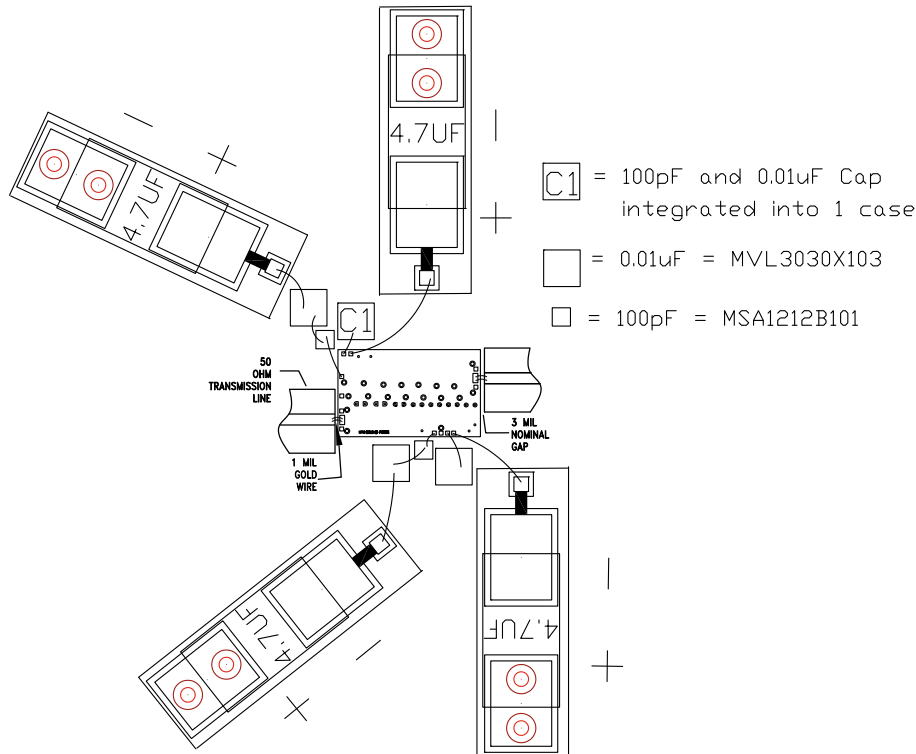 4.7UF
4.7UF
C1 = 100pF and 0.01uF Cap
integrated into 1 case
= 0.01uF = MVL3030X103
= 100pF = MSA1212B101
C1
50
OHM
TRANSMISSION
LINE
3 MIL
NOMINAL
GAP
1 MIL
GOLD
WIRE
4.7UF
4.7UF